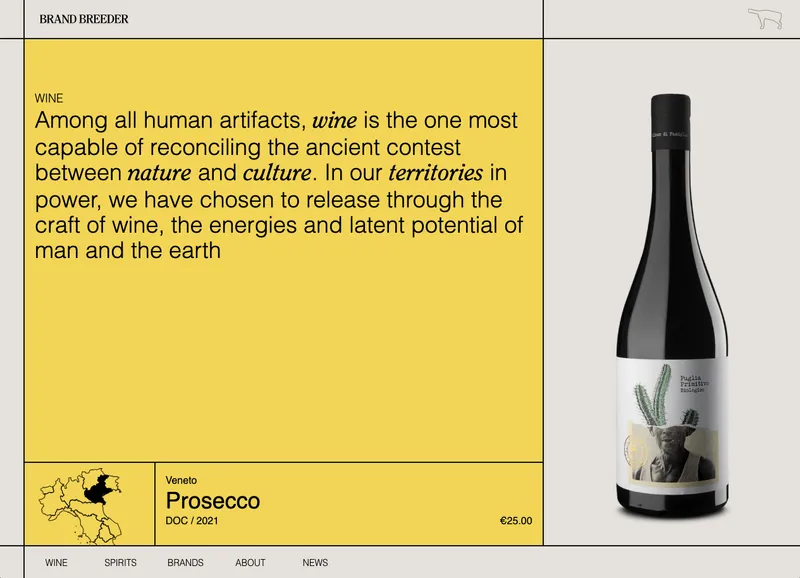 BRAND BREEDER
WINE
Among all human artifacts, wine is the one most
capable of reconciling the ancient contest
between nature and culture. In our territories in
power, we have chosen to release through the
craft of wine, the energies and latent potential of
man and the earth
Puglia
Primitivo
Biologico
Veneto
Prosecco
DOC / 2021
€25.00
WINE
SPIRITS
BRANDS
ABOUT
NEWS